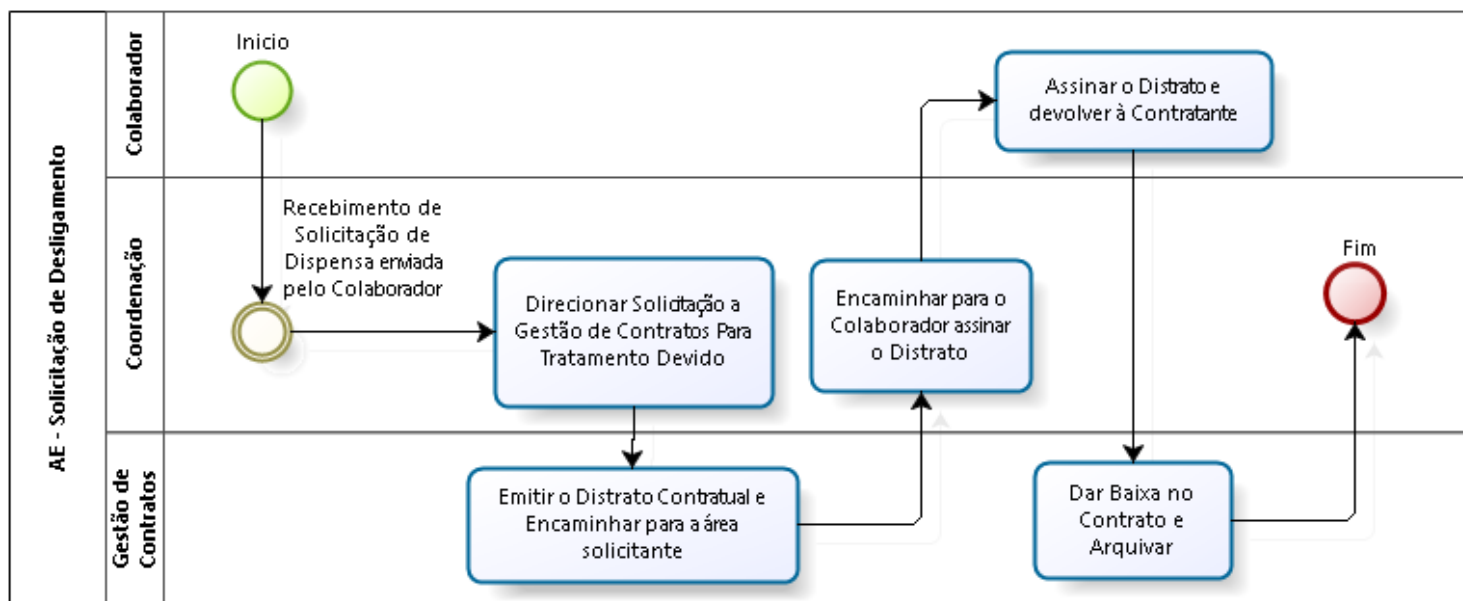 AE - Solicitação de Desligamento
Colaborador
Inicio
Assinar o Distrato e
devolver à Contratante
Coordenação
Recebimento de
Solicitação de
Dispensa enviada
pelo Colaborador
Direcionar Solicitação a
Gestão de Contratos Para
Tratamento Devido
Encaminhar para o
Colaborador assinar
o Distrato
Fim
Gestão de
Contratos
Emitir o Distrato Contratual e
Encaminhar para a área
solicitante
Dar Baixa no
Contrato e
Arquivar